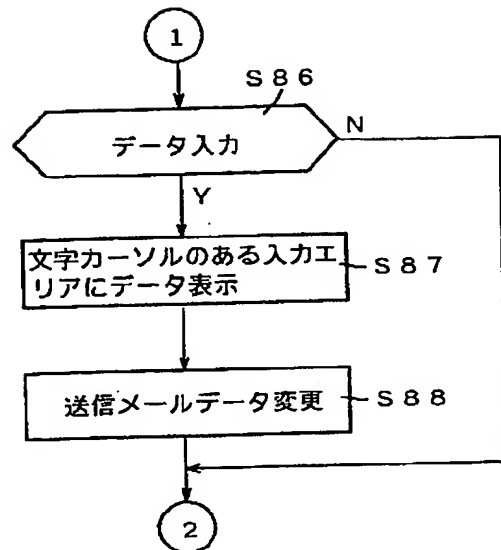 1
S86
データ入力
N
Y
文字カーソルのある入力エ
リアにデータ表示
S87
送信メールデータ変更
S88
2